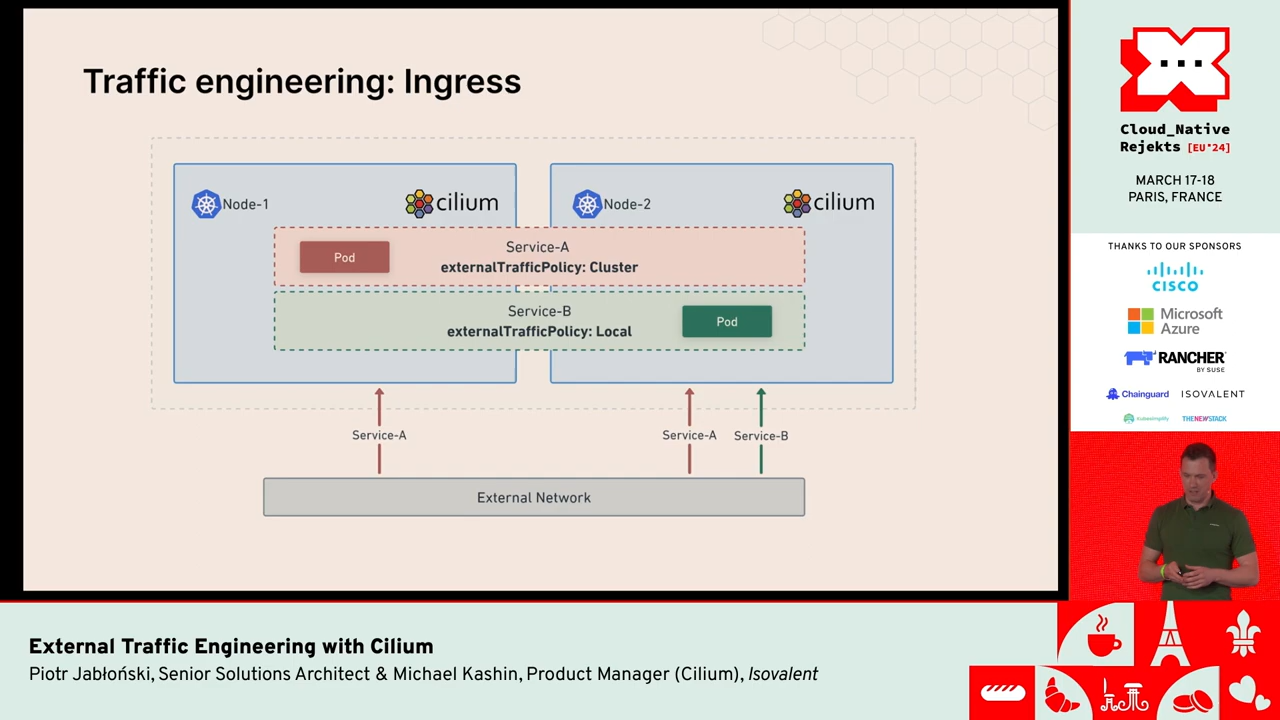 Traffic engineering: Ingress
Node-1
cilium
Node-2
cilium
Service-A
externalTrafficPolicy: Cluster
Pod
Service-B
externalTrafficPolicy: Local
Pod
Service-A
Service-A
Service-B
External Network
Cloud_Native
Rejekts [EU*24]
MARCH 17-18
PARIS, FRANCE
THANKS TO OUR SPONSORS
CISCO
Microsoft
Azure
RANCHER
BY SUSE
Chainguard
ISOVALENT
THENEWSTACK
External Traffic Engineering with Cilium
Piotr Jabłoński, Senior Solutions Architect & Michael Kashin, Product Manager (Cilium), Isovalent